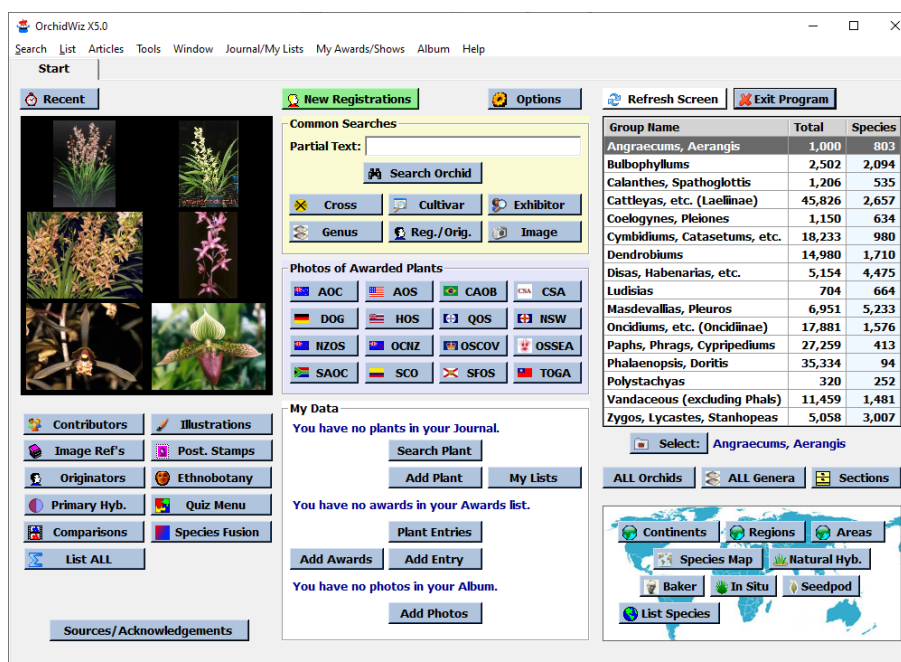 OrchidWiz X5.0
Search List Articles Tools Window Journal/My Lists My Awards/Shows Album Help
Start
Recent
New Registrations
Options
Refresh Screen
Exit Program
Common Searches
Partial Text:
Search Orchid
Cross Cultivar Exhibitor
Genus Reg./Orig. Image
Photos of Awarded Plants
AOC AOS CAOB CSA CSA
DOG HOS QOS NSW
NZOS OCNZ OSCOV OSSEA
SAOC SCO SFOS TOGA
My Data
You have no plants in your Journal.
Search Plant
Add Plant My Lists
You have no awards in your Awards list.
Plant Entries
Add Awards Add Entry
You have no photos in your Album.
Add Photos
Contributors Illustrations
Image Ref's Post. Stamps
Originators Ethnobotany
Primary Hyb. Quiz Menu
Comparisons Species Fusion
List ALL
Sources/Acknowledgements
Group Name Total Species
Angraecums, Aerangis 1,000 803
Bulbophyllums 2,502 2,094
Calanthes, Spathoglottis 1,206 535
Cattleyas, etc. (Laeliinae) 45,826 2,657
Coelogynes, Pleiones 1,150 634
Cymbidiums, Catasetums, etc. 18,233 980
Dendrobiums 14,980 1,710
Disas, Habenarias, etc. 5,154 4,475
Ludisias 704 664
Masdevallias, Pleuros 6,951 5,233
Oncidiums, etc. (Oncidiinae) 17,881 1,576
Paphs, Phrags, Cypripediums 27,259 413
Phalaenopsis, Doritis 35,334 94
Polystachyas 320 252
Vandaceous (excluding Phals) 11,459 1,481
Zygos, Lycastes, Stanhopeas 5,058 3,007
Select: Angraecums, Aerangis
ALL Orchids ALL Genera Sections
Continents Regions Areas
Species Map Natural Hyb.
Baker In Situ Seedpod
List Species